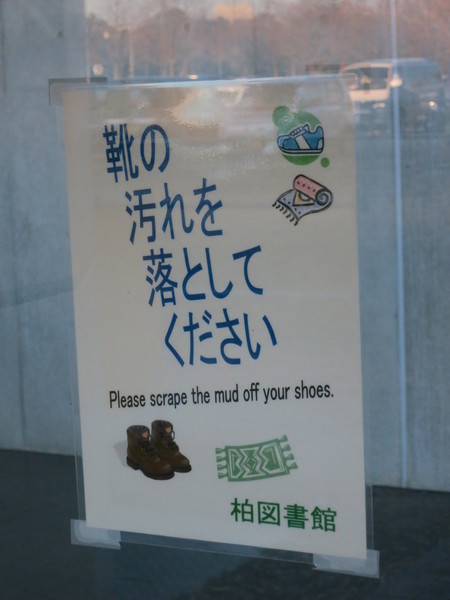 靴の
汚れを
落として
ください
Please scrape the mud off your shoes.
柏図書館